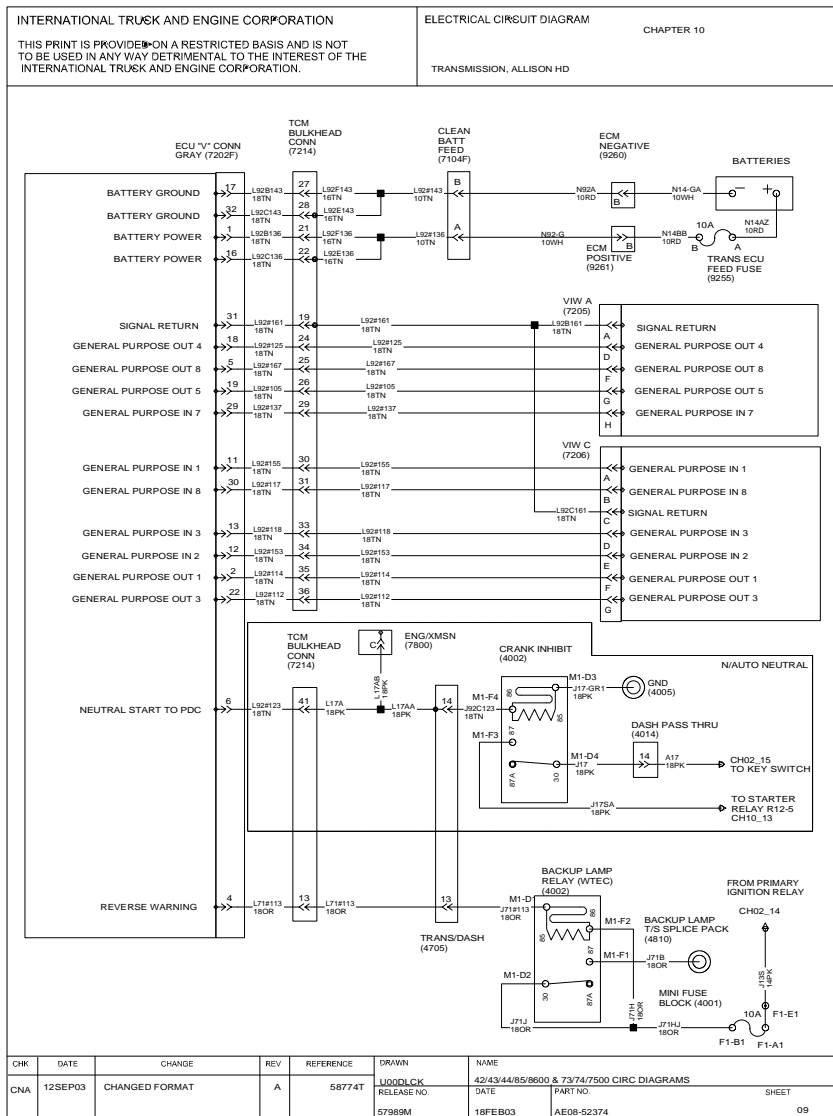 INTERNATIONAL TRUCK AND ENGINE CORPORATION
THIS PRINT IS PROVIDED ON A RESTRICTED BASIS AND IS NOT
TO BE USED IN ANY WAY DETRIMENTAL TO THE INTEREST OF THE
INTERNATIONAL TRUCK AND ENGINE CORPORATION.
ELECTRICAL CIRCUIT DIAGRAM
CHAPTER 10
TRANSMISSION, ALLISON HD
ECU "V" CONN
GRAY (7202F)
TCM
BULKHEAD
CONN
(7214)
CLEAN
BATT
FEED
(7104F)
ECM
NEGATIVE
(9260)
BATTERIES
BATTERY GROUND 17 L92B143 18TN 27 L92F143 16TN L92#143 10TN B N92A 10RD B N14-GA 10WH - +
BATTERY GROUND 32 L92C143 18TN 28 L92E143 16TN
BATTERY POWER 1 L92B136 18TN 21 L92F136 16TN L92#136 10TN A N92-G 10WH B N14BB 10RD B 10A A N14AZ 10RD
BATTERY POWER 16 L92C136 18TN 22 L92E136 16TN
ECM
POSITIVE
(9261)
TRANS ECU
FEED FUSE
(9255)
VIW A
(7205)
SIGNAL RETURN 31 L92#161 18TN 19 L92#161 18TN L92B161 18TN A SIGNAL RETURN
GENERAL PURPOSE OUT 4 18 L92#125 18TN 24 L92#125 18TN D GENERAL PURPOSE OUT 4
GENERAL PURPOSE OUT 8 5 L92#167 18TN 25 L92#167 18TN F GENERAL PURPOSE OUT 8
GENERAL PURPOSE OUT 5 19 L92#105 18TN 26 L92#105 18TN G GENERAL PURPOSE OUT 5
GENERAL PURPOSE IN 7 29 L92#137 18TN 29 L92#137 18TN H GENERAL PURPOSE IN 7
VIW C
(7206)
GENERAL PURPOSE IN 1 11 L92#155 18TN 30 L92#155 18TN A GENERAL PURPOSE IN 1
GENERAL PURPOSE IN 8 30 L92#117 18TN 31 L92#117 18TN B GENERAL PURPOSE IN 8
L92C161 18TN C SIGNAL RETURN
GENERAL PURPOSE IN 3 13 L92#118 18TN 33 L92#118 18TN D GENERAL PURPOSE IN 3
GENERAL PURPOSE IN 2 12 L92#153 18TN 34 L92#153 18TN E GENERAL PURPOSE IN 2
GENERAL PURPOSE OUT 1 2 L92#114 18TN 35 L92#114 18TN F GENERAL PURPOSE OUT 1
GENERAL PURPOSE OUT 3 22 L92#112 18TN 36 L92#112 18TN G GENERAL PURPOSE OUT 3
TCM
BULKHEAD
CONN
(7214)
C
ENG/XMSN
(7800)
L17AB
18PK
CRANK INHIBIT
(4002)
N/AUTO NEUTRAL
M1-D3
J17-GR1
18PK
GND
(4005)
NEUTRAL START TO PDC 6 L92#123 18TN 41 L17A 18PK L17AA 18PK 14 J92C123 18TN
M1-F4
86
85
M1-F3
87
87A
30
M1-D4
J17
18PK
DASH PASS THRU
(4014)
14
A17
18PK
CH02_15
TO KEY SWITCH
J17SA
18PK
TO STARTER
RELAY R12-5
CH10_13
BACKUP LAMP
RELAY (WTEC)
(4002)
FROM PRIMARY
IGNITION RELAY
CH02_14
REVERSE WARNING 4 L71#113 18OR 13 L71#113 18OR 13 J71#113 18OR
M1-D1
TRANS/DASH
(4705)
85
86
M1-F2
BACKUP LAMP
T/S SPLICE PACK
(4810)
87
M1-F1
J71B
18OR
M1-D2
30
87A
J71J
18OR
J71H
18OR
MINI FUSE
BLOCK (4001)
J13S
14PK
J71HJ
18OR
10A
F1-E1
F1-B1
F1-A1
CHK DATE CHANGE REV REFERENCE DRAWN NAME
CNA 12SEP03 CHANGED FORMAT A 58774T U00DLCK 42/43/44/85/8600 & 73/74/7500 CIRC DIAGRAMS
RELEASE NO. DATE PART NO. SHEET
57989M 18FEB03 AE08-52374 09